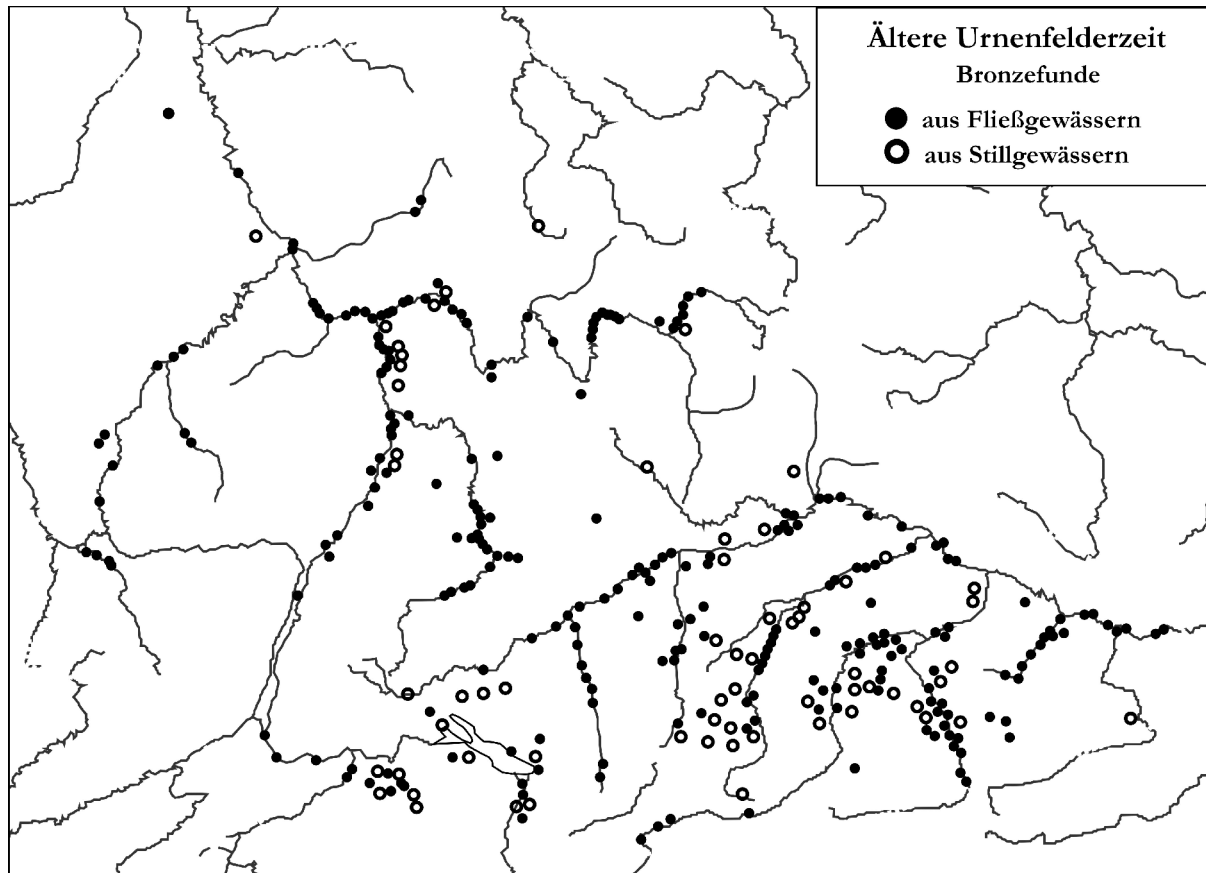 Ältere Urnenfelderzeit
Bronzefunde
aus Fließgewässern
aus Stillgewässern